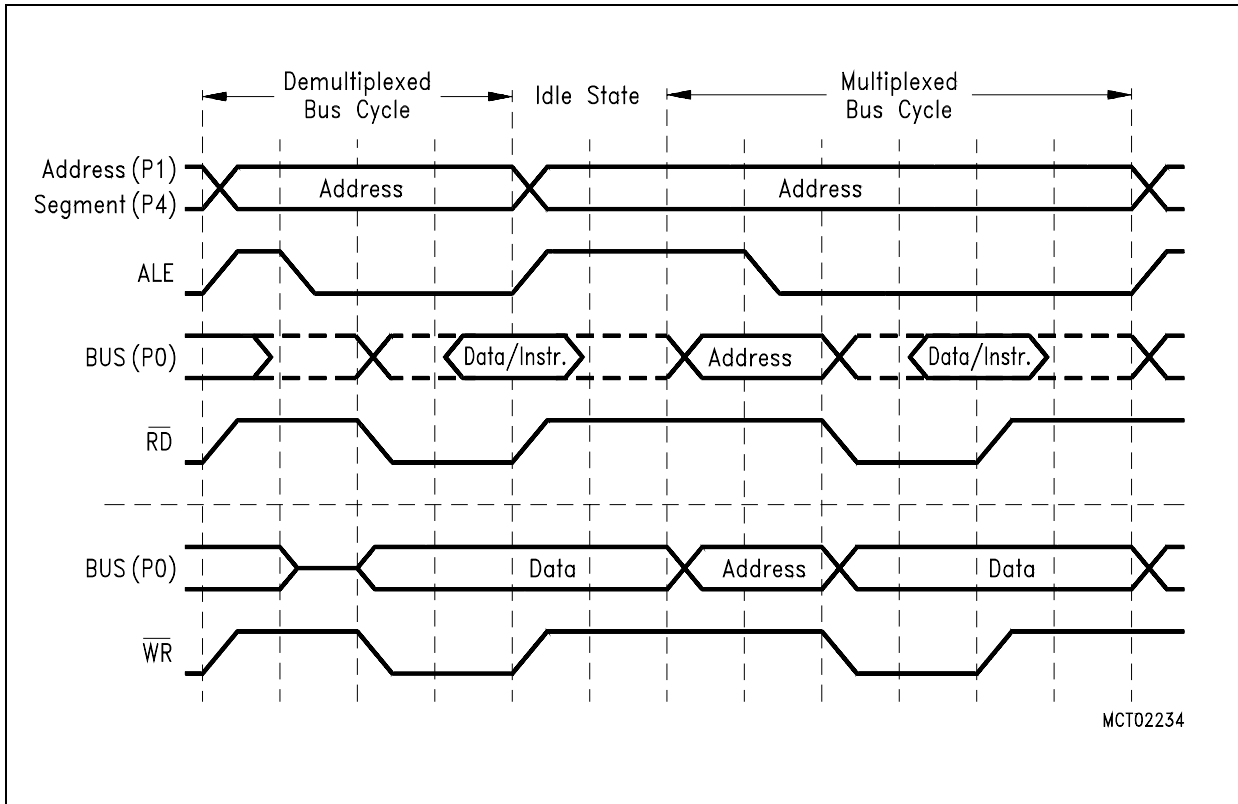 Demultiplexed
Bus Cycle
Idle State
Multiplexed
Bus Cycle
Address (P1)
Segment (P4)
Address
Address
ALE
BUS (P0)
Data/Instr.
Address
Data/Instr.
RD
BUS (P0)
Data
Address
Data
WR
MCT02234